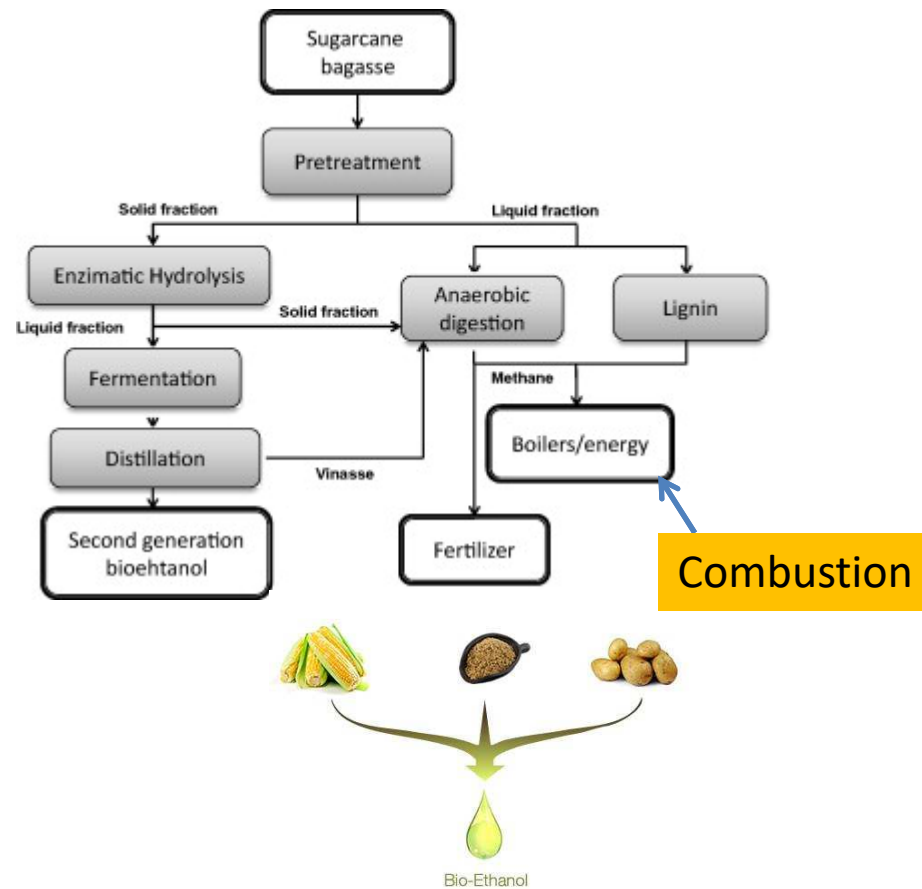 Sugarcane
bagasse
Pretreatment
Solid fraction
Liquid fraction
Enzimatic Hydrolysis
Anaerobic
digestion
Lignin
Solid fraction
Liquid fraction
Fermentation
Methane
Boilers/energy
Distillation
Vinasse
Second generation
bioehtanol
Fertilizer
Combustion
Bio-Ethanol